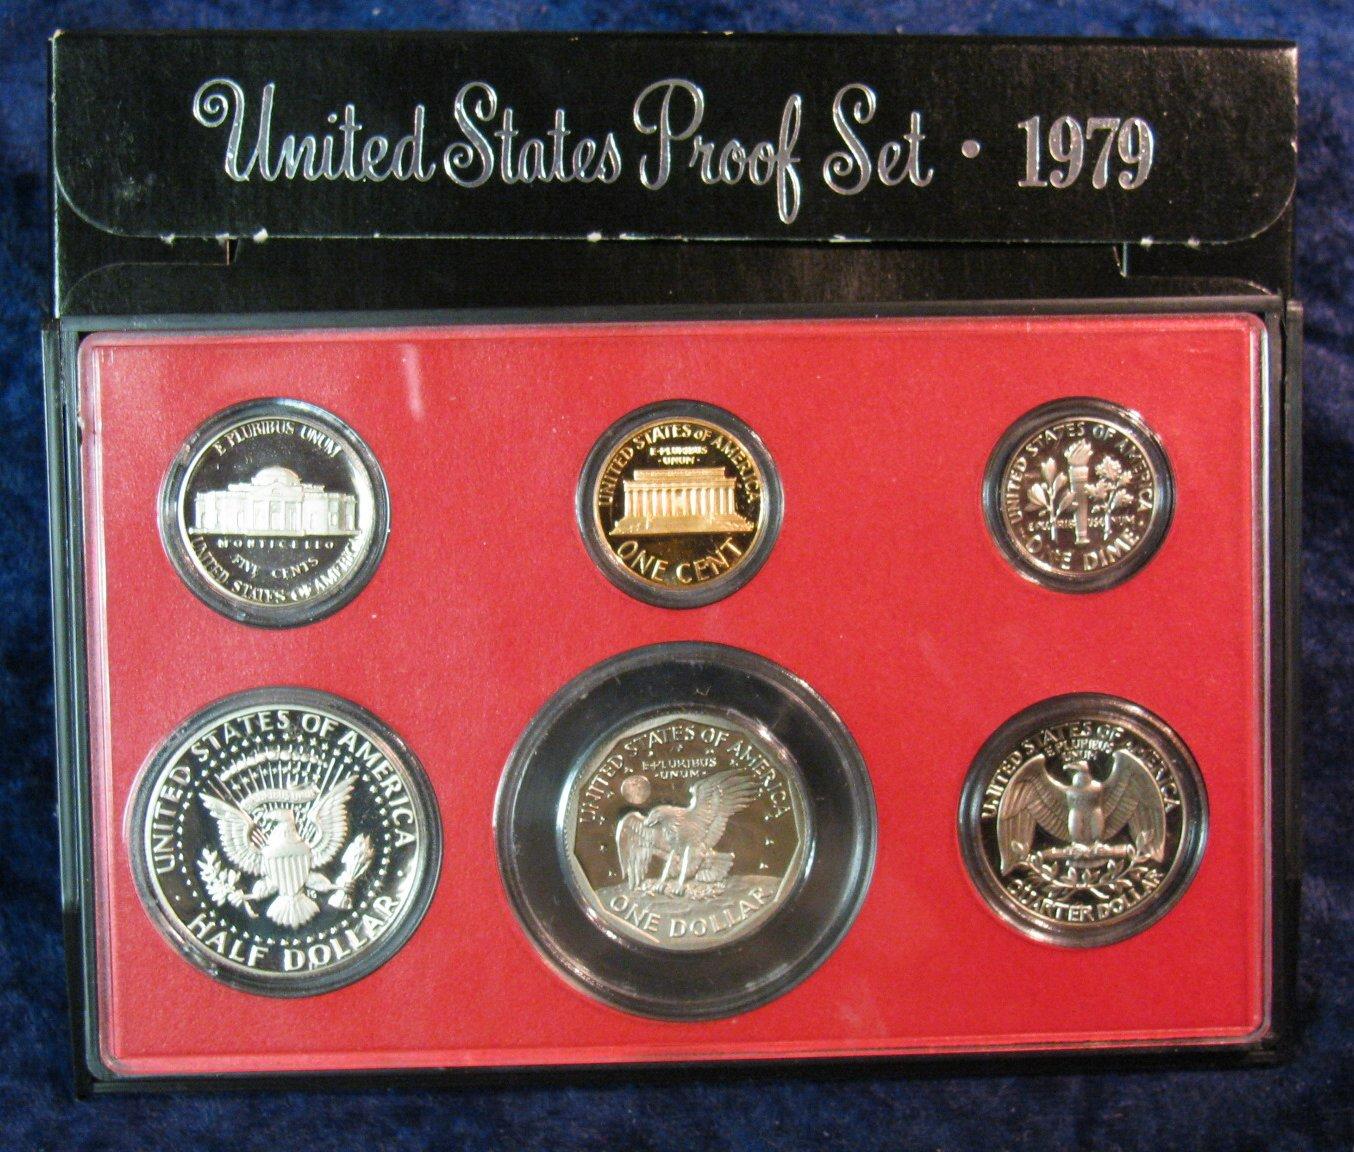 United States Proof Set • 1979
E PLURIBUS UNUM
MONTICELLO
FIVE CENTS
UNITED STATES OF AMERICA
UNITED STATES OF AMERICA
E·PLURIBUS
·UNUM·
ONE CENT
UNITED STATES OF AMERICA
E PLURIBUS UNUM
ONE DIME
UNITED STATES OF AMERICA
HALF DOLLAR
UNITED STATES OF AMERICA
E·PLURIBUS
·UNUM·
ONE DOLLAR
UNITED STATES OF AMERICA
E PLURIBUS
UNUM
QUARTER DOLLAR